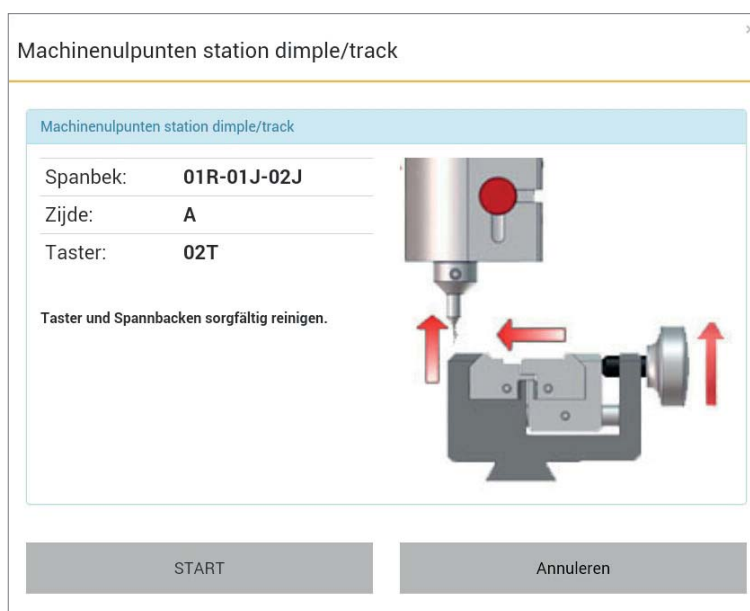 Machinenulpunten station dimple/track
Machinenulpunten station dimple/track
Spanbek: 01R-01J-02J
Zijde: A
Taster: 02T
Taster und Spannbacken sorgfältig reinigen.
START Annuleren